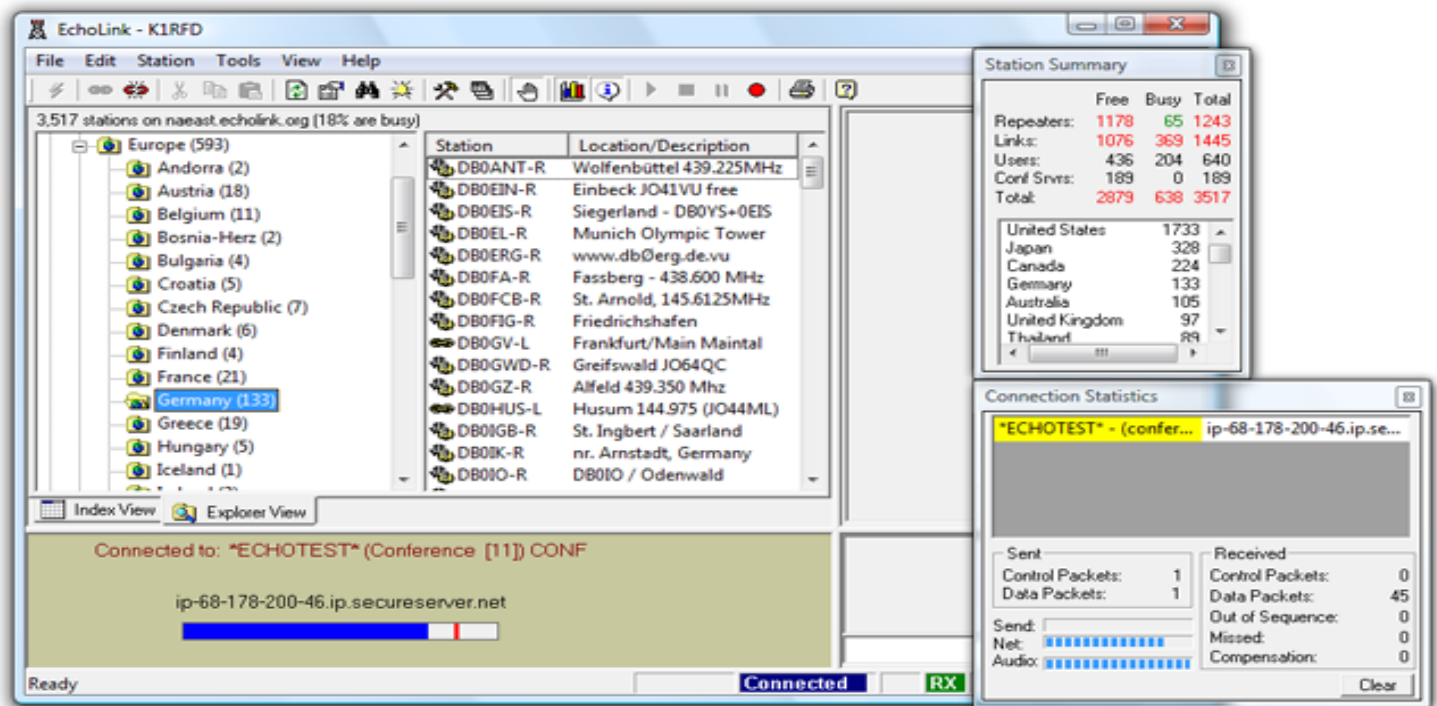 EchoLink - K1RFD
File Edit Station Tools View Help
3,517 stations on naeast.echolink.org (18% are busy)
Europe (593)
Andorra (2)
Austria (18)
Belgium (11)
Bosnia-Herz (2)
Bulgaria (4)
Croatia (5)
Czech Republic (7)
Denmark (6)
Finland (4)
France (21)
Germany (133)
Greece (19)
Hungary (5)
Iceland (1)
Station Location/Description
DB0ANT-R Wolfenbüttel 439.225MHz
DB0EIN-R Einbeck JO41VU free
DB0EIS-R Siegerland - DB0YS+0EIS
DB0EL-R Munich Olympic Tower
DB0ERG-R www.dbØerg.de.vu
DB0FA-R Fassberg - 438.600 MHz
DB0FCB-R St. Arnold, 145.6125MHz
DB0FIG-R Friedrichshafen
DB0GV-L Frankfurt/Main Maintal
DB0GWD-R Greifswald JO64QC
DB0GZ-R Alfeld 439.350 Mhz
DB0HUS-L Husum 144.975 (JO44ML)
DB0IGB-R St. Ingbert / Saarland
DB0IK-R nr. Arnstadt, Germany
DB0IO-R DB0IO / Odenwald
Index View Explorer View
Connected to: *ECHOTEST* (Conference [11]) CONF
ip-68-178-200-46.ip.secureserver.net
Ready Connected RX
Station Summary
Free Busy Total
Repeaters: 1178 65 1243
Links: 1076 369 1445
Users: 436 204 640
Conf Srvrs: 189 0 189
Total: 2879 638 3517
United States 1733
Japan 328
Canada 224
Germany 133
Australia 105
United Kingdom 97
Thailand 89
Connection Statistics
*ECHOTEST* - (confer... ip-68-178-200-46.ip.se...
Sent
Control Packets: 1
Data Packets: 1
Send:
Net:
Audio:
Received
Control Packets: 0
Data Packets: 45
Out of Sequence: 0
Missed: 0
Compensation: 0
Clear